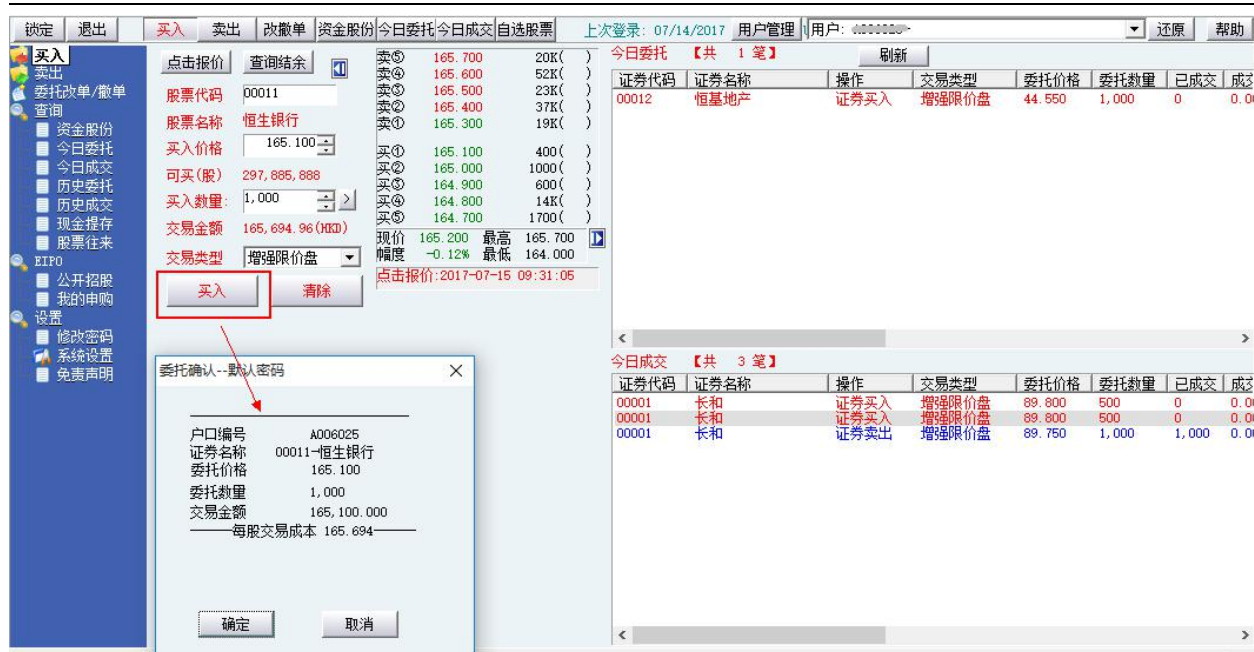 锁定 退出 买入 卖出 改撤单 资金股份 今日委托 今日成交 自选股票 上次登录: 07/14/2017 用户管理 用户: 还原 帮助
买入
卖出
委托改单/撤单
查询
资金股份
今日委托
今日成交
历史委托
历史成交
现金提存
股票往来
EIPO
公开招股
我的申购
设置
修改密码
系统设置
免责声明
点击报价 查询结余
股票代码 00011
股票名称 恒生银行
买入价格 165.100
可买(股) 297,885,888
买入数量: 1,000 >
交易金额 165,694.96(HKD)
交易类型 增强限价盘
买入 清除
卖⑤ 165.700 20K( )
卖④ 165.600 52K( )
卖③ 165.500 23K( )
卖② 165.400 37K( )
卖① 165.300 19K( )
买① 165.100 400( )
买② 165.000 1000( )
买③ 164.900 600( )
买④ 164.800 14K( )
买⑤ 164.700 1700( )
现价 165.200 最高 165.700
幅度 -0.12% 最低 164.000
点击报价:2017-07-15 09:31:05
今日委托 【共 1 笔】 刷新
证券代码 证券名称 操作 交易类型 委托价格 委托数量 已成交
00012 恒基地产 证券买入 增强限价盘 44.550 1,000 0 0.0
今日成交 【共 3 笔】
证券代码 证券名称 操作 交易类型 委托价格 委托数量 已成交
00001 长和 证券买入 增强限价盘 89.800 500 0 0.0
00001 长和 证券买入 增强限价盘 89.800 500 0 0.0
00001 长和 证券卖出 增强限价盘 89.750 1,000 1,000 0.0
委托确认--默认密码
户口编号 A006025
证券名称 00011-恒生银行
委托价格 165.100
委托数量 1,000
交易金额 165,100.000
每股交易成本 165.694
确定 取消